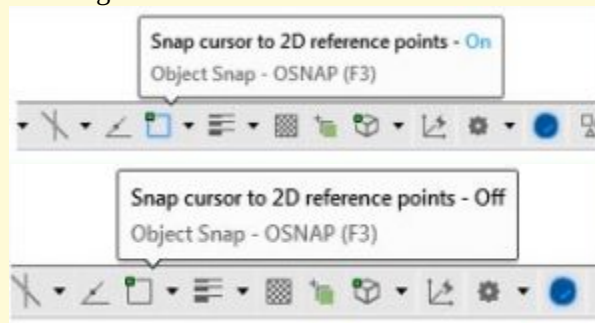 Snap cursor to 2D reference points - On
Object Snap - OSNAP (F3)
Snap cursor to 2D reference points - Off
Object Snap - OSNAP (F3)